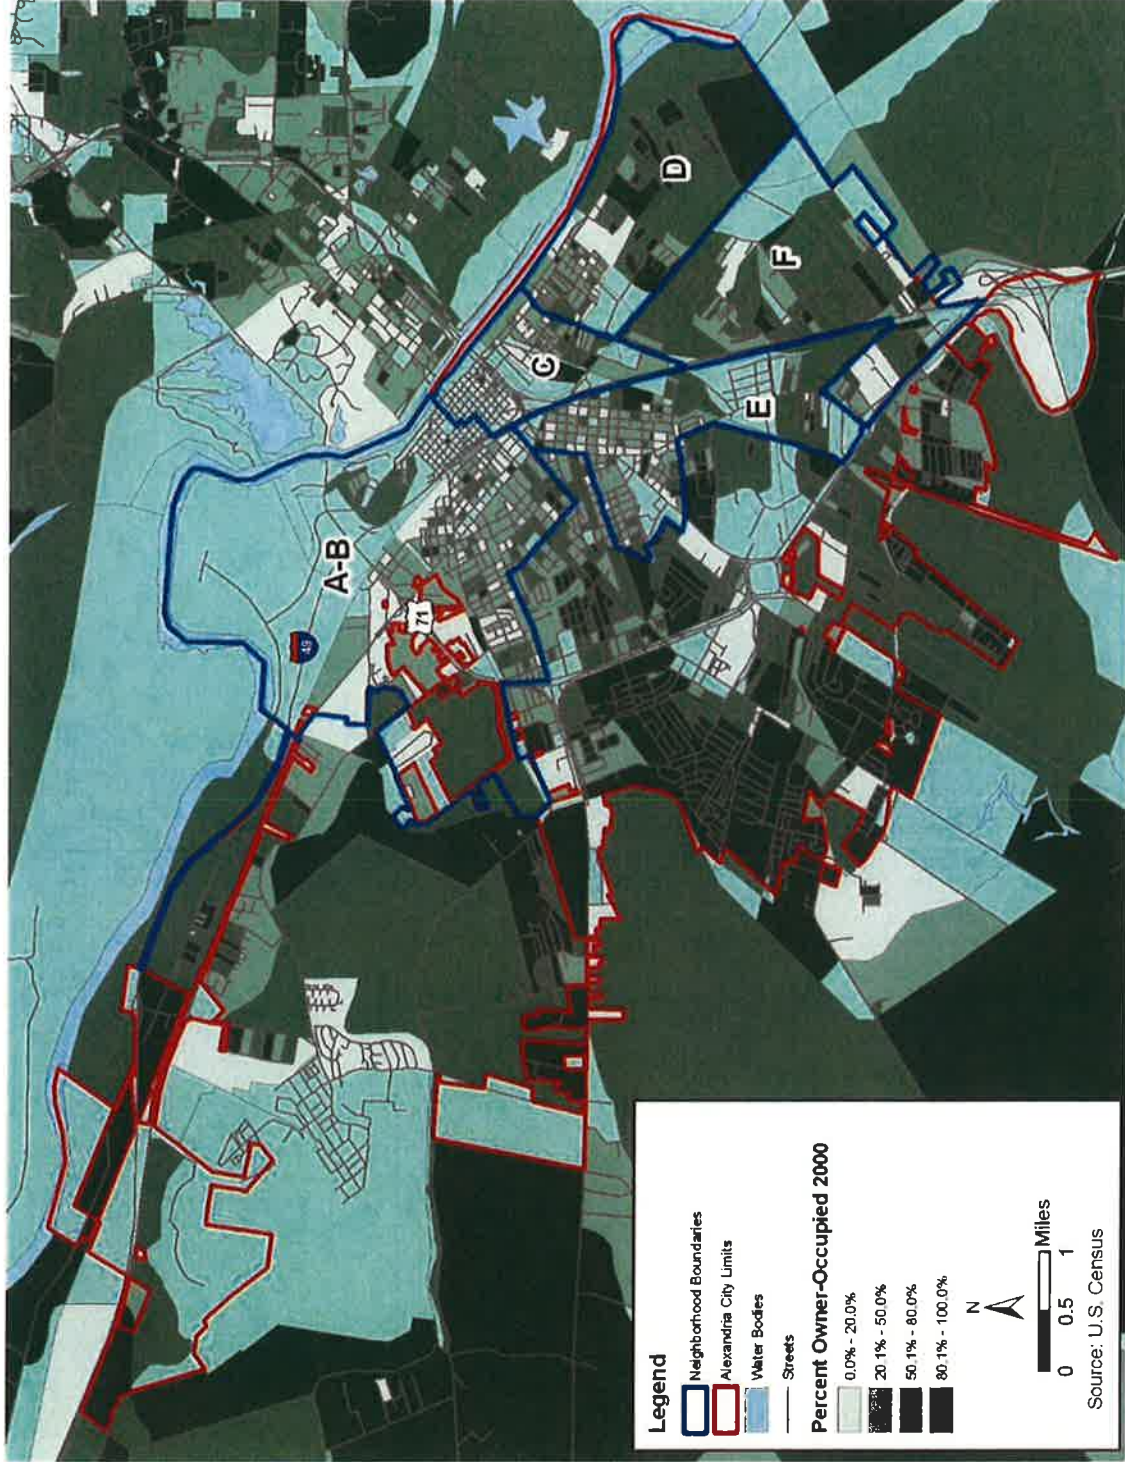 A-B
C
D
E
F
49
71
Legend
Neighborhood Boundaries
Alexandria City Limits
Water Bodies
Streets
Percent Owner-Occupied 2000
0.0% - 20.0%
20.1% - 50.0%
50.1% - 80.0%
80.1% - 100.0%
N
0 0.5 1 Miles
Source: U.S. Census